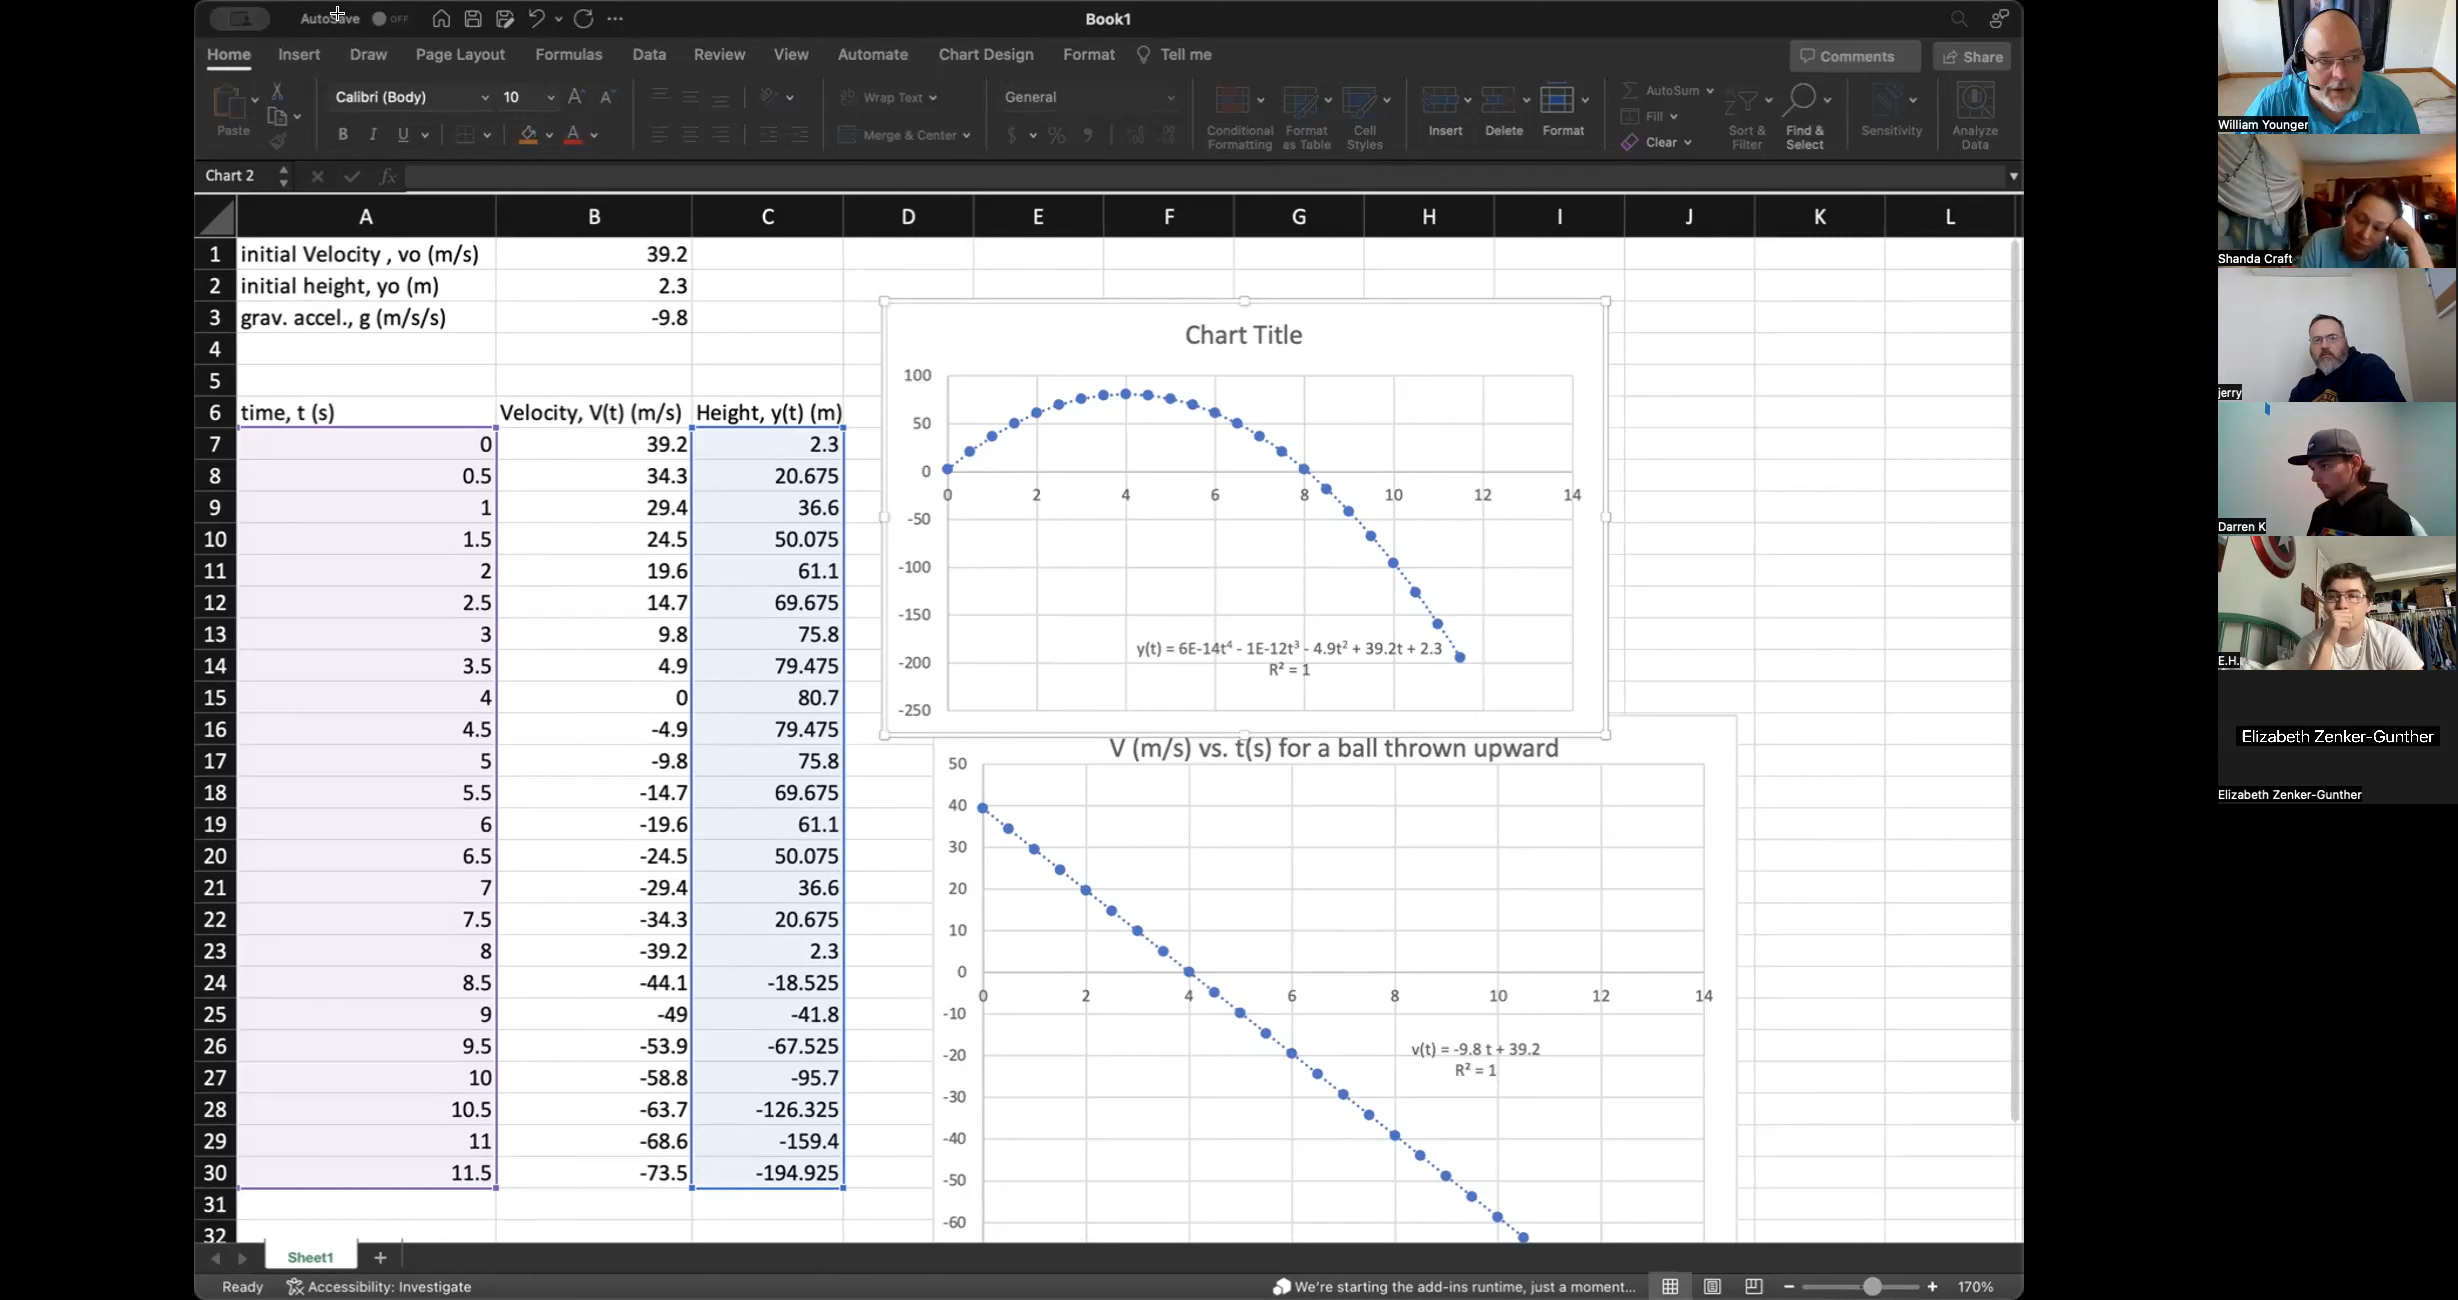 AutoSave OFF Book1
Home Insert Draw Page Layout Formulas Data Review View Automate Chart Design Format Tell me Comments Share
Paste Calibri (Body) 10 Wrap Text General AutoSum
B I U Merge & Center $ % Conditional Formatting Format as Table Cell Styles Insert Delete Format Fill Clear Sort & Filter Find & Select Sensitivity Analyze Data
Chart 2 fx
A B C D E F G H I J K L
1 initial Velocity , vo (m/s) 39.2
2 initial height, yo (m) 2.3
3 grav. accel., g (m/s/s) -9.8
4
5
6 time, t (s) Velocity, V(t) (m/s) Height, y(t) (m)
7 0 39.2 2.3
8 0.5 34.3 20.675
9 1 29.4 36.6
10 1.5 24.5 50.075
11 2 19.6 61.1
12 2.5 14.7 69.675
13 3 9.8 75.8
14 3.5 4.9 79.475
15 4 0 80.7
16 4.5 -4.9 79.475
17 5 -9.8 75.8
18 5.5 -14.7 69.675
19 6 -19.6 61.1
20 6.5 -24.5 50.075
21 7 -29.4 36.6
22 7.5 -34.3 20.675
23 8 -39.2 2.3
24 8.5 -44.1 -18.525
25 9 -49 -41.8
26 9.5 -53.9 -67.525
27 10 -58.8 -95.7
28 10.5 -63.7 -126.325
29 11 -68.6 -159.4
30 11.5 -73.5 -194.925
31
32
Chart Title
100
50
0
0 2 4 6 8 10 12 14
-50
-100
-150
y(t) = 6E-14t⁴ - 1E-12t³ - 4.9t² + 39.2t + 2.3
-200
R² = 1
-250
V (m/s) vs. t(s) for a ball thrown upward
50
40
30
20
10
0
0 2 4 6 8 10 12 14
-10
-20
v(t) = -9.8 t + 39.2
R² = 1
-30
-40
-50
-60
Sheet1 +
Ready Accessibility: Investigate We're starting the add-ins runtime, just a moment... 170%
William Younger
Shanda Craft
jerry
Darren K
E.H.
Elizabeth Zenker-Gunther
Elizabeth Zenker-Gunther